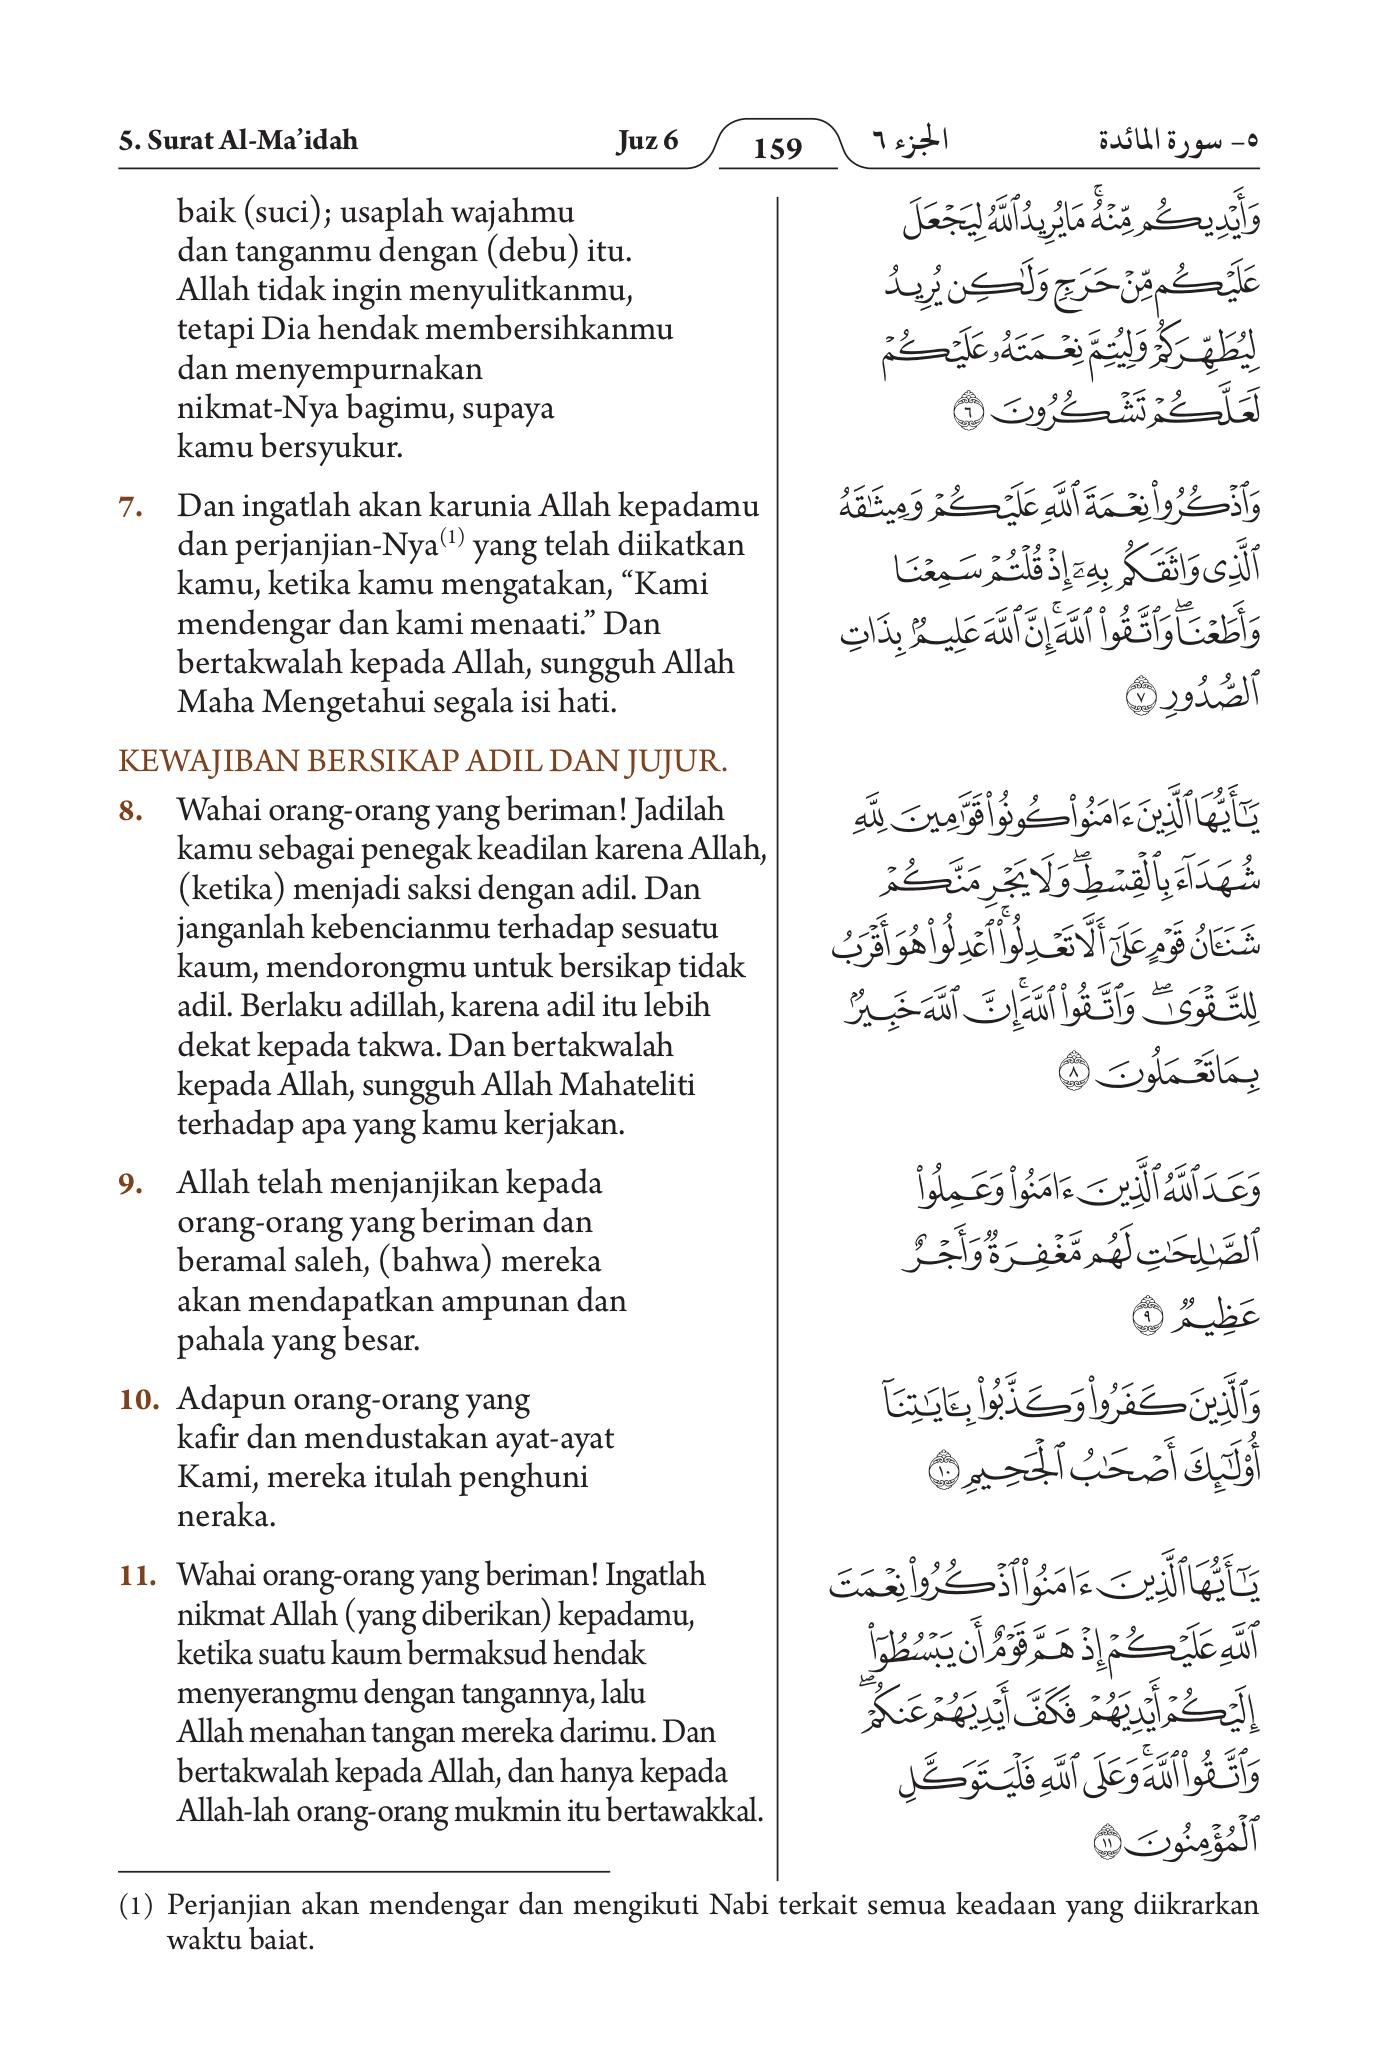 5. Surat Al-Ma’idah Juz 6 159 الجزء ٦ ٥- سورة المائدة
baik (suci); usaplah wajahmu
dan tanganmu dengan (debu) itu.
Allah tidak ingin menyulitkanmu,
tetapi Dia hendak membersihkanmu
dan menyempurnakan
nikmat-Nya bagimu, supaya
kamu bersyukur.
7. Dan ingatlah akan karunia Allah kepadamu
dan perjanjian-Nya(1) yang telah diikatkan
kamu, ketika kamu mengatakan, “Kami
mendengar dan kami menaati.” Dan
bertakwalah kepada Allah, sungguh Allah
Maha Mengetahui segala isi hati.
KEWAJIBAN BERSIKAP ADIL DAN JUJUR.
8. Wahai orang-orang yang beriman! Jadilah
kamu sebagai penegak keadilan karena Allah,
(ketika) menjadi saksi dengan adil. Dan
janganlah kebencianmu terhadap sesuatu
kaum, mendorongmu untuk bersikap tidak
adil. Berlaku adillah, karena adil itu lebih
dekat kepada takwa. Dan bertakwalah
kepada Allah, sungguh Allah Mahateliti
terhadap apa yang kamu kerjakan.
9. Allah telah menjanjikan kepada
orang-orang yang beriman dan
beramal saleh, (bahwa) mereka
akan mendapatkan ampunan dan
pahala yang besar.
10. Adapun orang-orang yang
kafir dan mendustakan ayat-ayat
Kami, mereka itulah penghuni
neraka.
11. Wahai orang-orang yang beriman! Ingatlah
nikmat Allah (yang diberikan) kepadamu,
ketika suatu kaum bermaksud hendak
menyerangmu dengan tangannya, lalu
Allah menahan tangan mereka darimu. Dan
bertakwalah kepada Allah, dan hanya kepada
Allah-lah orang-orang mukmin itu bertawakkal.
وَأَيْدِيكُم مِّنْهُۚ مَا يُرِيدُ ٱللَّهُ لِيَجْعَلَ
عَلَيْكُم مِّنْ حَرَجٍ وَلَٰكِن يُرِيدُ
لِيُطَهِّرَكُمْ وَلِيُتِمَّ نِعْمَتَهُۥ عَلَيْكُمْ
لَعَلَّكُمْ تَشْكُرُونَ ٦
وَٱذْكُرُوا۟ نِعْمَةَ ٱللَّهِ عَلَيْكُمْ وَمِيثَٰقَهُ
ٱلَّذِى وَاثَقَكُم بِهِۦٓ إِذْ قُلْتُمْ سَمِعْنَا
وَأَطَعْنَاۖ وَٱتَّقُوا۟ ٱللَّهَۚ إِنَّ ٱللَّهَ عَلِيمٌۢ بِذَاتِ
ٱلصُّدُورِ ٧
يَٰٓأَيُّهَا ٱلَّذِينَ ءَامَنُوا۟ كُونُوا۟ قَوَّٰمِينَ لِلَّهِ
شُهَدَآءَ بِٱلْقِسْطِۖ وَلَا يَجْرِمَنَّكُمْ
شَنَـَٔانُ قَوْمٍ عَلَىٰٓ أَلَّا تَعْدِلُوا۟ۚ ٱعْدِلُوا۟ هُوَ أَقْرَبُ
لِلتَّقْوَىٰۖ وَٱتَّقُوا۟ ٱللَّهَۚ إِنَّ ٱللَّهَ خَبِيرٌۢ
بِمَا تَعْمَلُونَ ٨
وَعَدَ ٱللَّهُ ٱلَّذِينَ ءَامَنُوا۟ وَعَمِلُوا۟
ٱلصَّٰلِحَٰتِ لَهُم مَّغْفِرَةٌ وَأَجْرٌ
عَظِيمٌ ٩
وَٱلَّذِينَ كَفَرُوا۟ وَكَذَّبُوا۟ بِـَٔايَٰتِنَآ
أُو۟لَٰٓئِكَ أَصْحَٰبُ ٱلْجَحِيمِ ١٠
يَٰٓأَيُّهَا ٱلَّذِينَ ءَامَنُوا۟ ٱذْكُرُوا۟ نِعْمَتَ
ٱللَّهِ عَلَيْكُمْ إِذْ هَمَّ قَوْمٌ أَن يَبْسُطُوٓا۟
إِلَيْكُمْ أَيْدِيَهُمْ فَكَفَّ أَيْدِيَهُمْ عَنكُمْۖ
وَٱتَّقُوا۟ ٱللَّهَۚ وَعَلَى ٱللَّهِ فَلْيَتَوَكَّلِ
ٱلْمُؤْمِنُونَ ١١
(1) Perjanjian akan mendengar dan mengikuti Nabi terkait semua keadaan yang diikrarkan
waktu baiat.